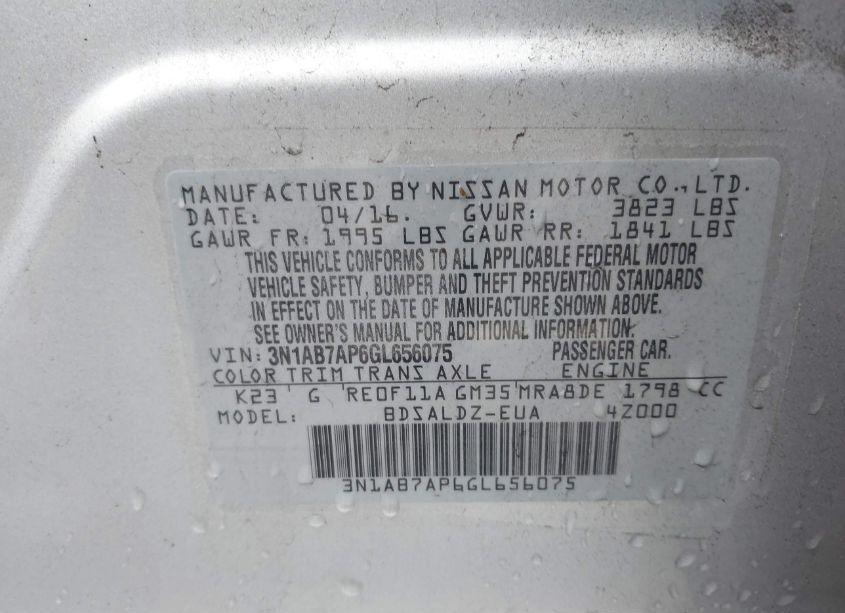 MANUFACTURED BY NISSAN MOTOR CO., LTD.
DATE: 04/16. GVWR: 3823 LBS
GAWR FR: 1995 LBS GAWR RR: 1841 LBS
THIS VEHICLE CONFORMS TO ALL APPLICABLE FEDERAL MOTOR
VEHICLE SAFETY, BUMPER AND THEFT PREVENTION STANDARDS
IN EFFECT ON THE DATE OF MANUFACTURE SHOWN ABOVE.
SEE OWNER'S MANUAL FOR ADDITIONAL INFORMATION.
VIN: 3N1AB7AP6GL656075 PASSENGER CAR.
COLOR TRIM TRANS AXLE ENGINE
K23 G RE0F11A GM35 MRA8DE 1798 CC
MODEL: BDSALDZ-EUA 4Z000
3N1AB7AP6GL656075